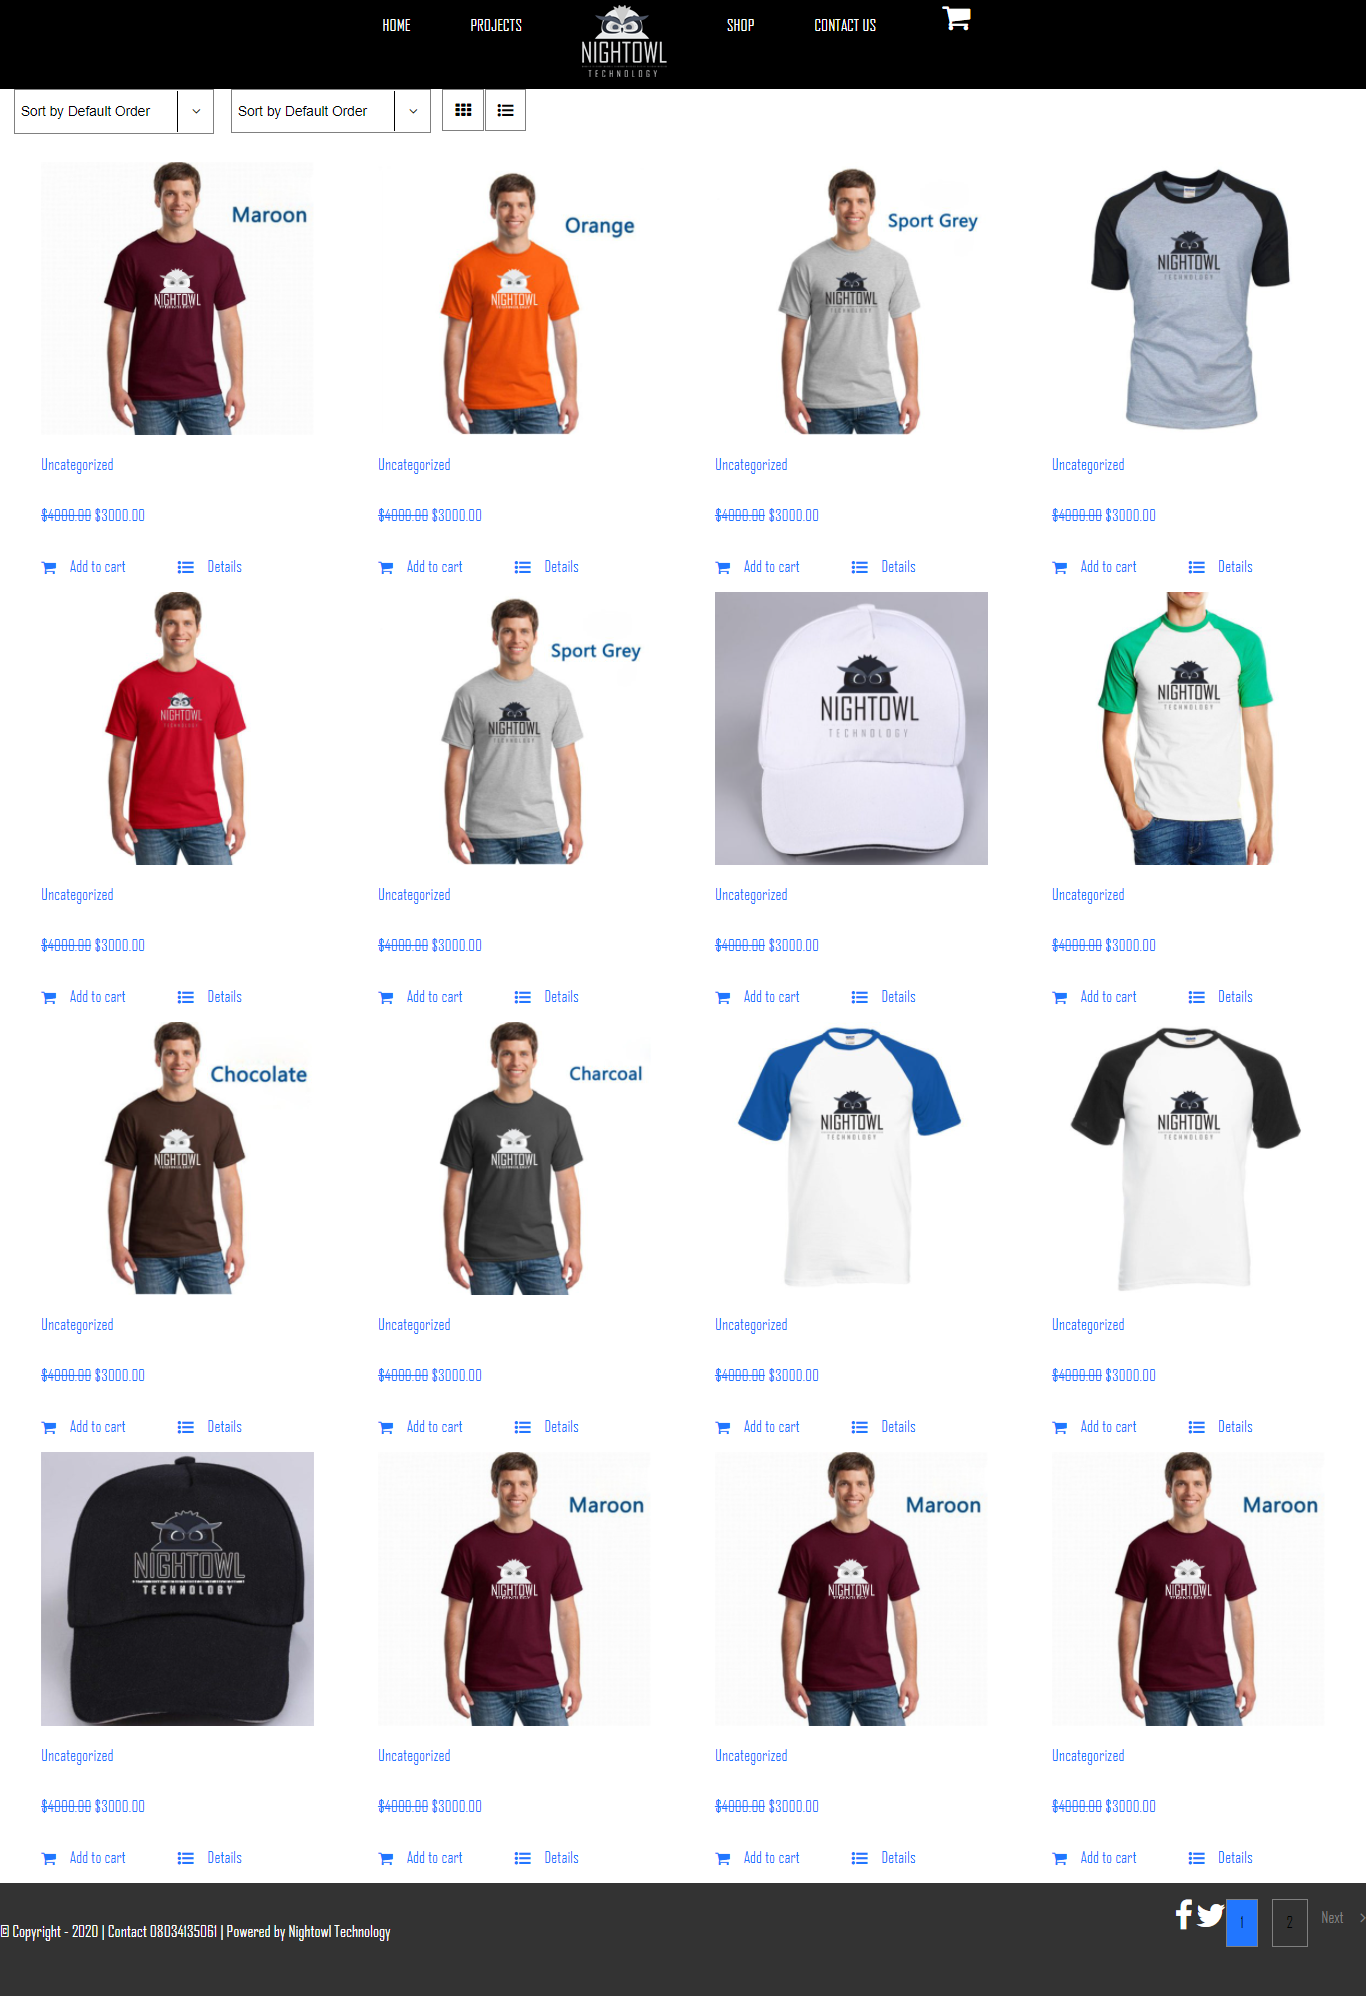 HOME PROJECTS NIGHTOWL TECHNOLOGY SHOP CONTACT US
Sort by Default Order Sort by Default Order
Maroon Orange Sport Grey
NIGHTOWL NIGHTOWL NIGHTOWL TECHNOLOGY NIGHTOWL TECHNOLOGY
Uncategorized Uncategorized Uncategorized Uncategorized
$4000.00 $3000.00 $4000.00 $3000.00 $4000.00 $3000.00 $4000.00 $3000.00
Add to cart Details Add to cart Details Add to cart Details Add to cart Details
Sport Grey
NIGHTOWL TECHNOLOGY NIGHTOWL TECHNOLOGY NIGHTOWL TECHNOLOGY NIGHTOWL TECHNOLOGY
Uncategorized Uncategorized Uncategorized Uncategorized
$4000.00 $3000.00 $4000.00 $3000.00 $4000.00 $3000.00 $4000.00 $3000.00
Add to cart Details Add to cart Details Add to cart Details Add to cart Details
Chocolate Charcoal
NIGHTOWL NIGHTOWL NIGHTOWL TECHNOLOGY NIGHTOWL TECHNOLOGY
Uncategorized Uncategorized Uncategorized Uncategorized
$4000.00 $3000.00 $4000.00 $3000.00 $4000.00 $3000.00 $4000.00 $3000.00
Add to cart Details Add to cart Details Add to cart Details Add to cart Details
Maroon Maroon Maroon
NIGHTOWL TECHNOLOGY NIGHTOWL NIGHTOWL NIGHTOWL
Uncategorized Uncategorized Uncategorized Uncategorized
$4000.00 $3000.00 $4000.00 $3000.00 $4000.00 $3000.00 $4000.00 $3000.00
Add to cart Details Add to cart Details Add to cart Details Add to cart Details
© Copyright - 2020 | Contact 08034135061 | Powered by Nightowl Technology 1 2 Next >